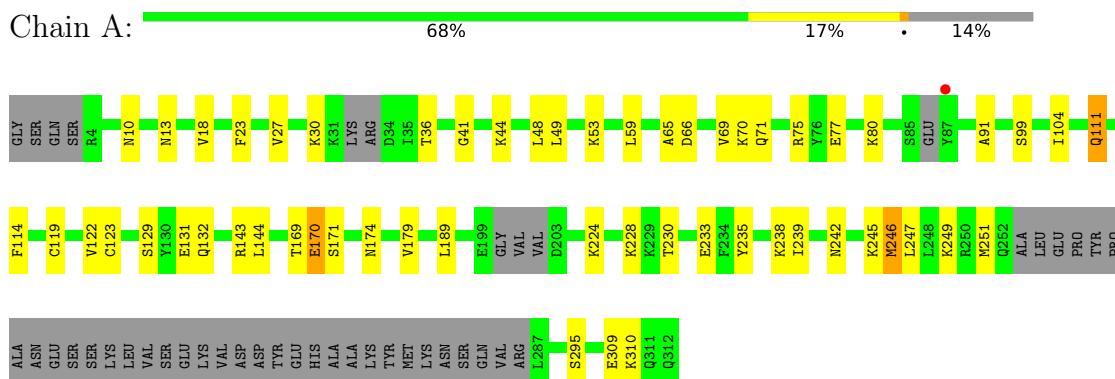 Chain A:
68% 17% • 14%
GLY SER GLN SER R4 N10 N13 V18 F23 V27 K30 K31 LYS ARG D34 I35 T36 G41 K44 L48 L49 K53 L59 A65 D66 V69 K70 Q71 R75 Y76 E77 K80 S85 GLU Y87 A91 S99 I104 Q111
F114 C119 V122 C123 S129 Y130 E131 Q132 R143 L144 T169 E170 S171 N174 V179 L189 E199 GLY VAL VAL D203 K224 K228 K229 T230 E233 F234 Y235 K238 I239 N242 K245 M246 L247 L248 K249 R250 M251 Q252 ALA LEU GLU PRO TYR PRO
ALA ASN GLU SER SER LYS LEU VAL SER GLU LYS VAL ASP ASP TYR GLU HIS ALA ALA LYS TYR MET LYS ASN SER GLN VAL ARG L287 S295 E309 K310 Q311 Q312